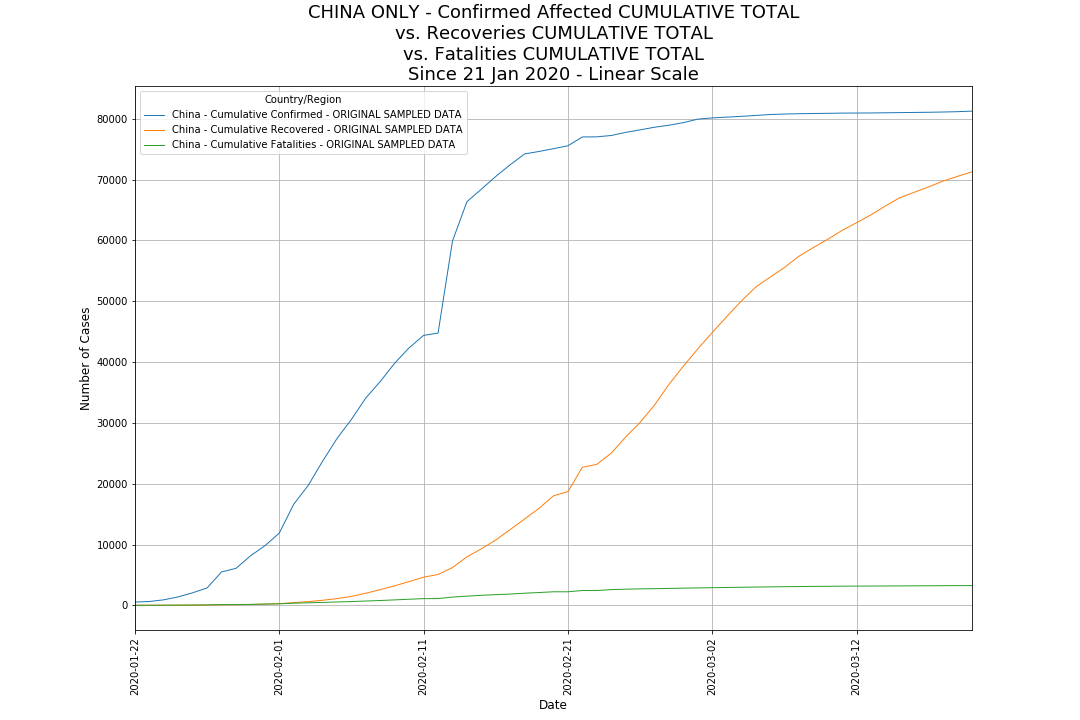 CHINA ONLY - Confirmed Affected CUMULATIVE TOTAL
vs. Recoveries CUMULATIVE TOTAL
vs. Fatalities CUMULATIVE TOTAL
Since 21 Jan 2020 - Linear Scale
Country/Region
China - Cumulative Confirmed - ORIGINAL SAMPLED DATA
China - Cumulative Recovered - ORIGINAL SAMPLED DATA
China - Cumulative Fatalities - ORIGINAL SAMPLED DATA
Number of Cases
80000
70000
60000
50000
40000
30000
20000
10000
0
2020-01-22
2020-02-01
2020-02-11
2020-02-21
2020-03-02
2020-03-12
Date